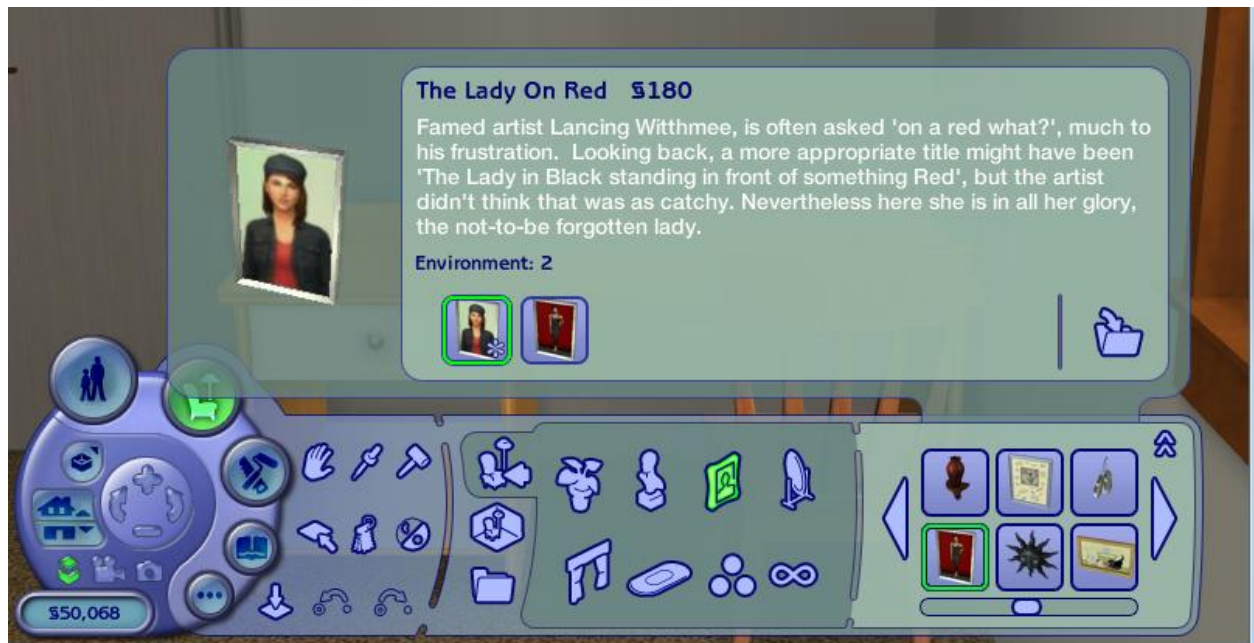 The Lady On Red §180
Famed artist Lancing Witthmee, is often asked 'on a red what?', much to
his frustration.  Looking back, a more appropriate title might have been
'The Lady in Black standing in front of something Red', but the artist
didn't think that was as catchy. Nevertheless here she is in all her glory,
the not-to-be forgotten lady.
Environment: 2
§50,068